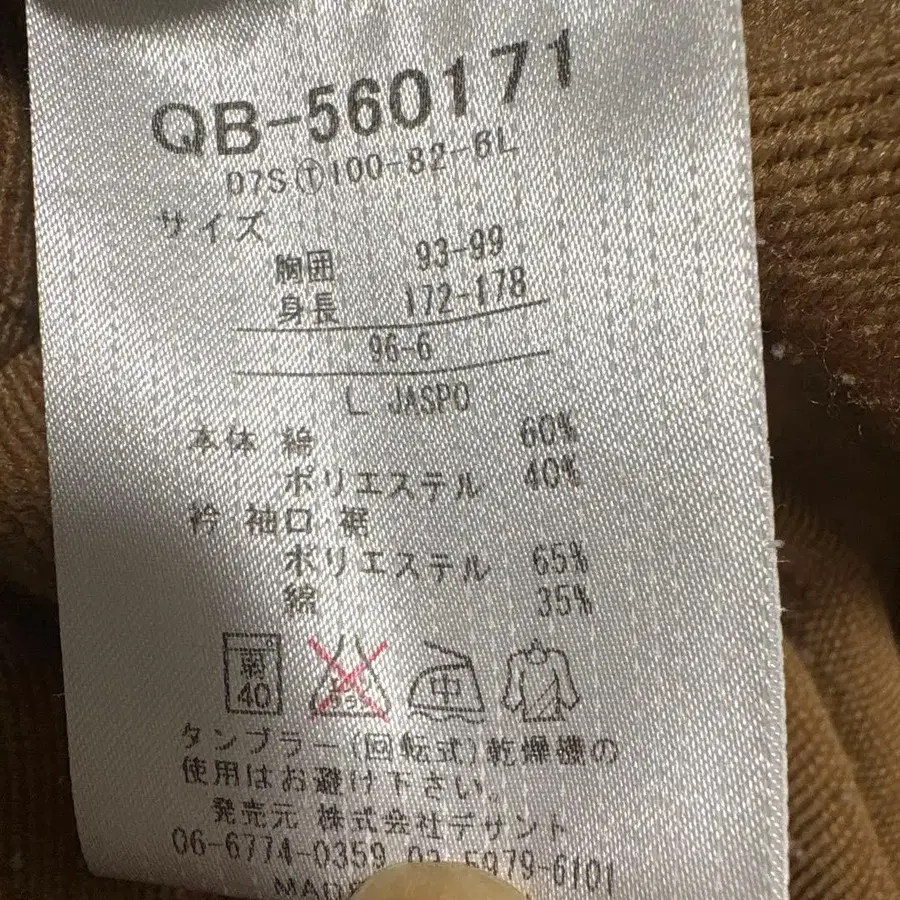 QB-560171
07S①100-82-BL
サイズ
胸囲 93-99
身長 172-178
96-6
L JASPO
本体 綿 60%
ポリエステル 40%
衿 袖口 裾
ポリエステル 65%
綿 35%
弱 40
中
タンブラー(回転式)乾燥機の
使用はお避け下さい。
発売元 株式会社デサント
06-6774-0359 03-5979-6101